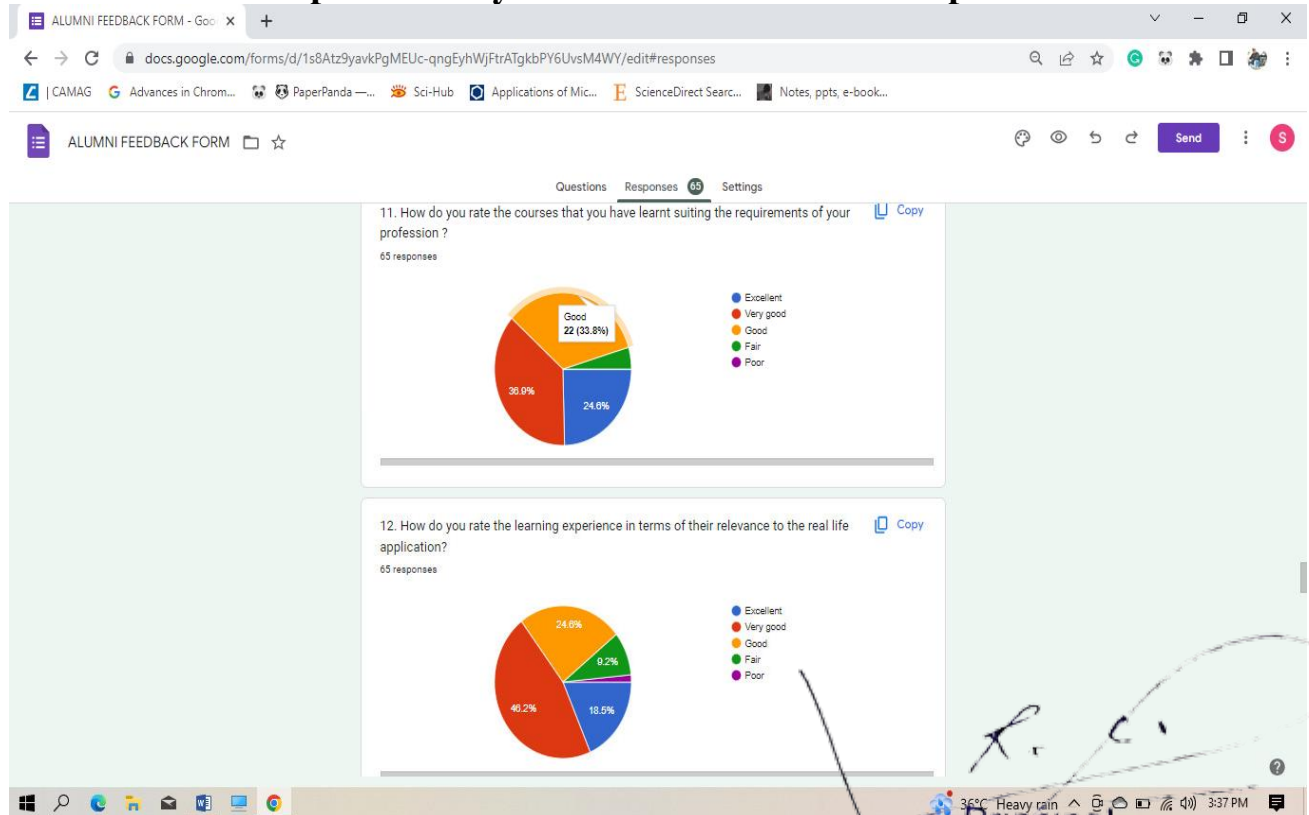 ALUMNI FEEDBACK FORM - Goo
docs.google.com/forms/d/1s8Atz9yavkPgMEUc-qngEyhWjFtrATgkbPY6UvsM4WY/edit#responses
| CAMAG Advances in Chrom... PaperPanda —... Sci-Hub Applications of Mic... ScienceDirect Searc... Notes, ppts, e-book...
ALUMNI FEEDBACK FORM Send S
Questions Responses 65 Settings
11. How do you rate the courses that you have learnt suiting the requirements of your Copy
profession ?
65 responses
Good
22 (33.8%)
36.9%
24.6%
Excellent
Very good
Good
Fair
Poor
12. How do you rate the learning experience in terms of their relevance to the real life Copy
application?
65 responses
24.6%
9.2%
46.2%
18.5%
Excellent
Very good
Good
Fair
Poor
36°C Heavy rain 3:37 PM